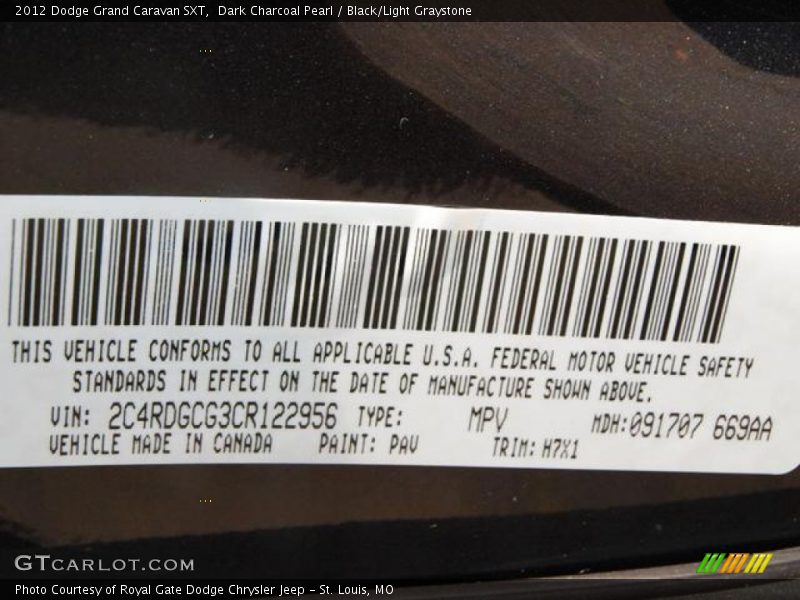 2012 Dodge Grand Caravan SXT,  Dark Charcoal Pearl / Black/Light Graystone
THIS VEHICLE CONFORMS TO ALL APPLICABLE U.S.A. FEDERAL MOTOR VEHICLE SAFETY
STANDARDS IN EFFECT ON THE DATE OF MANUFACTURE SHOWN ABOVE.
VIN: 2C4RDGCG3CR122956 TYPE: MPV MDH:091707 669AA
VEHICLE MADE IN CANADA PAINT: PAV TRIM: H7X1
GTCARLOT.COM
Photo Courtesy of Royal Gate Dodge Chrysler Jeep - St. Louis, MO